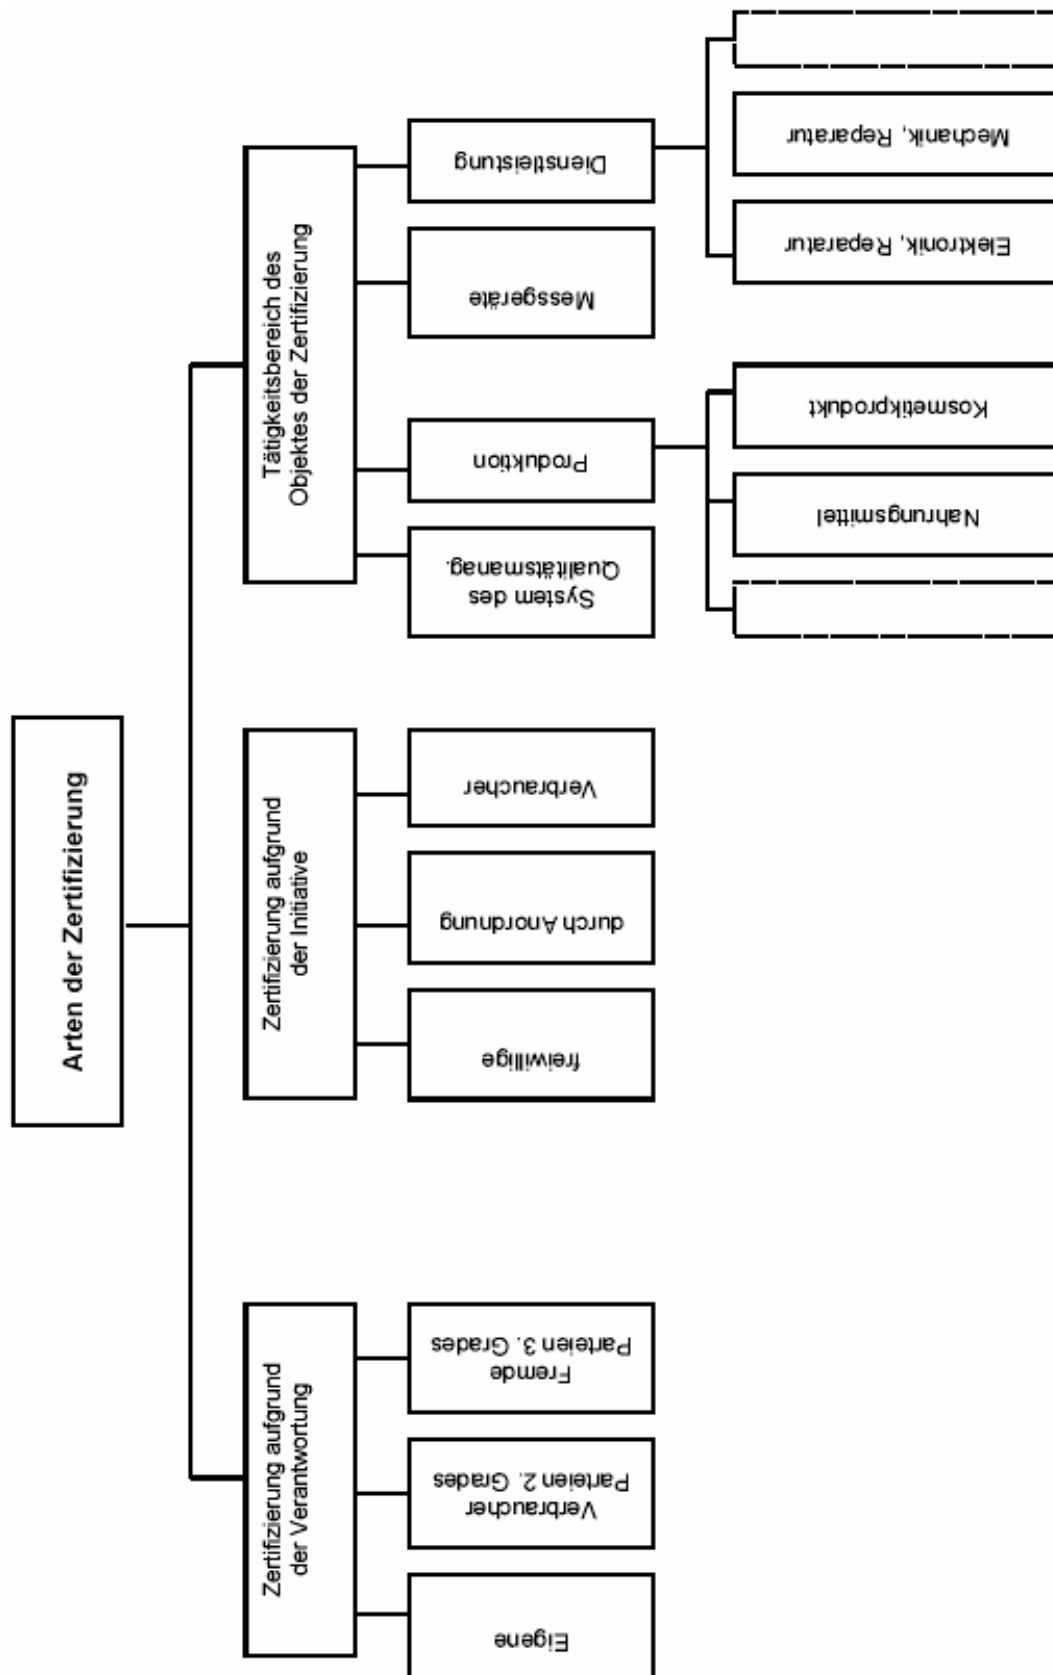 Arten der Zertifizierung
Zertifizierung aufgrund
der Verantwortung
Eigene
Verbraucher
Parteien 2. Grades
Fremde
Parteien 3. Grades
Zertifizierung aufgrund
der Initiative
freiwillige
durch Anordnung
Verbraucher
Tätigkeitsbereich des
Objektes der Zertifizierung
System des
Qualitätsmanag.
Produktion
Nahrungsmittel
Kosmetikprodukt
Messgeräte
Dienstleistung
Elektronik, Reparatur
Mechanik, Reparatur